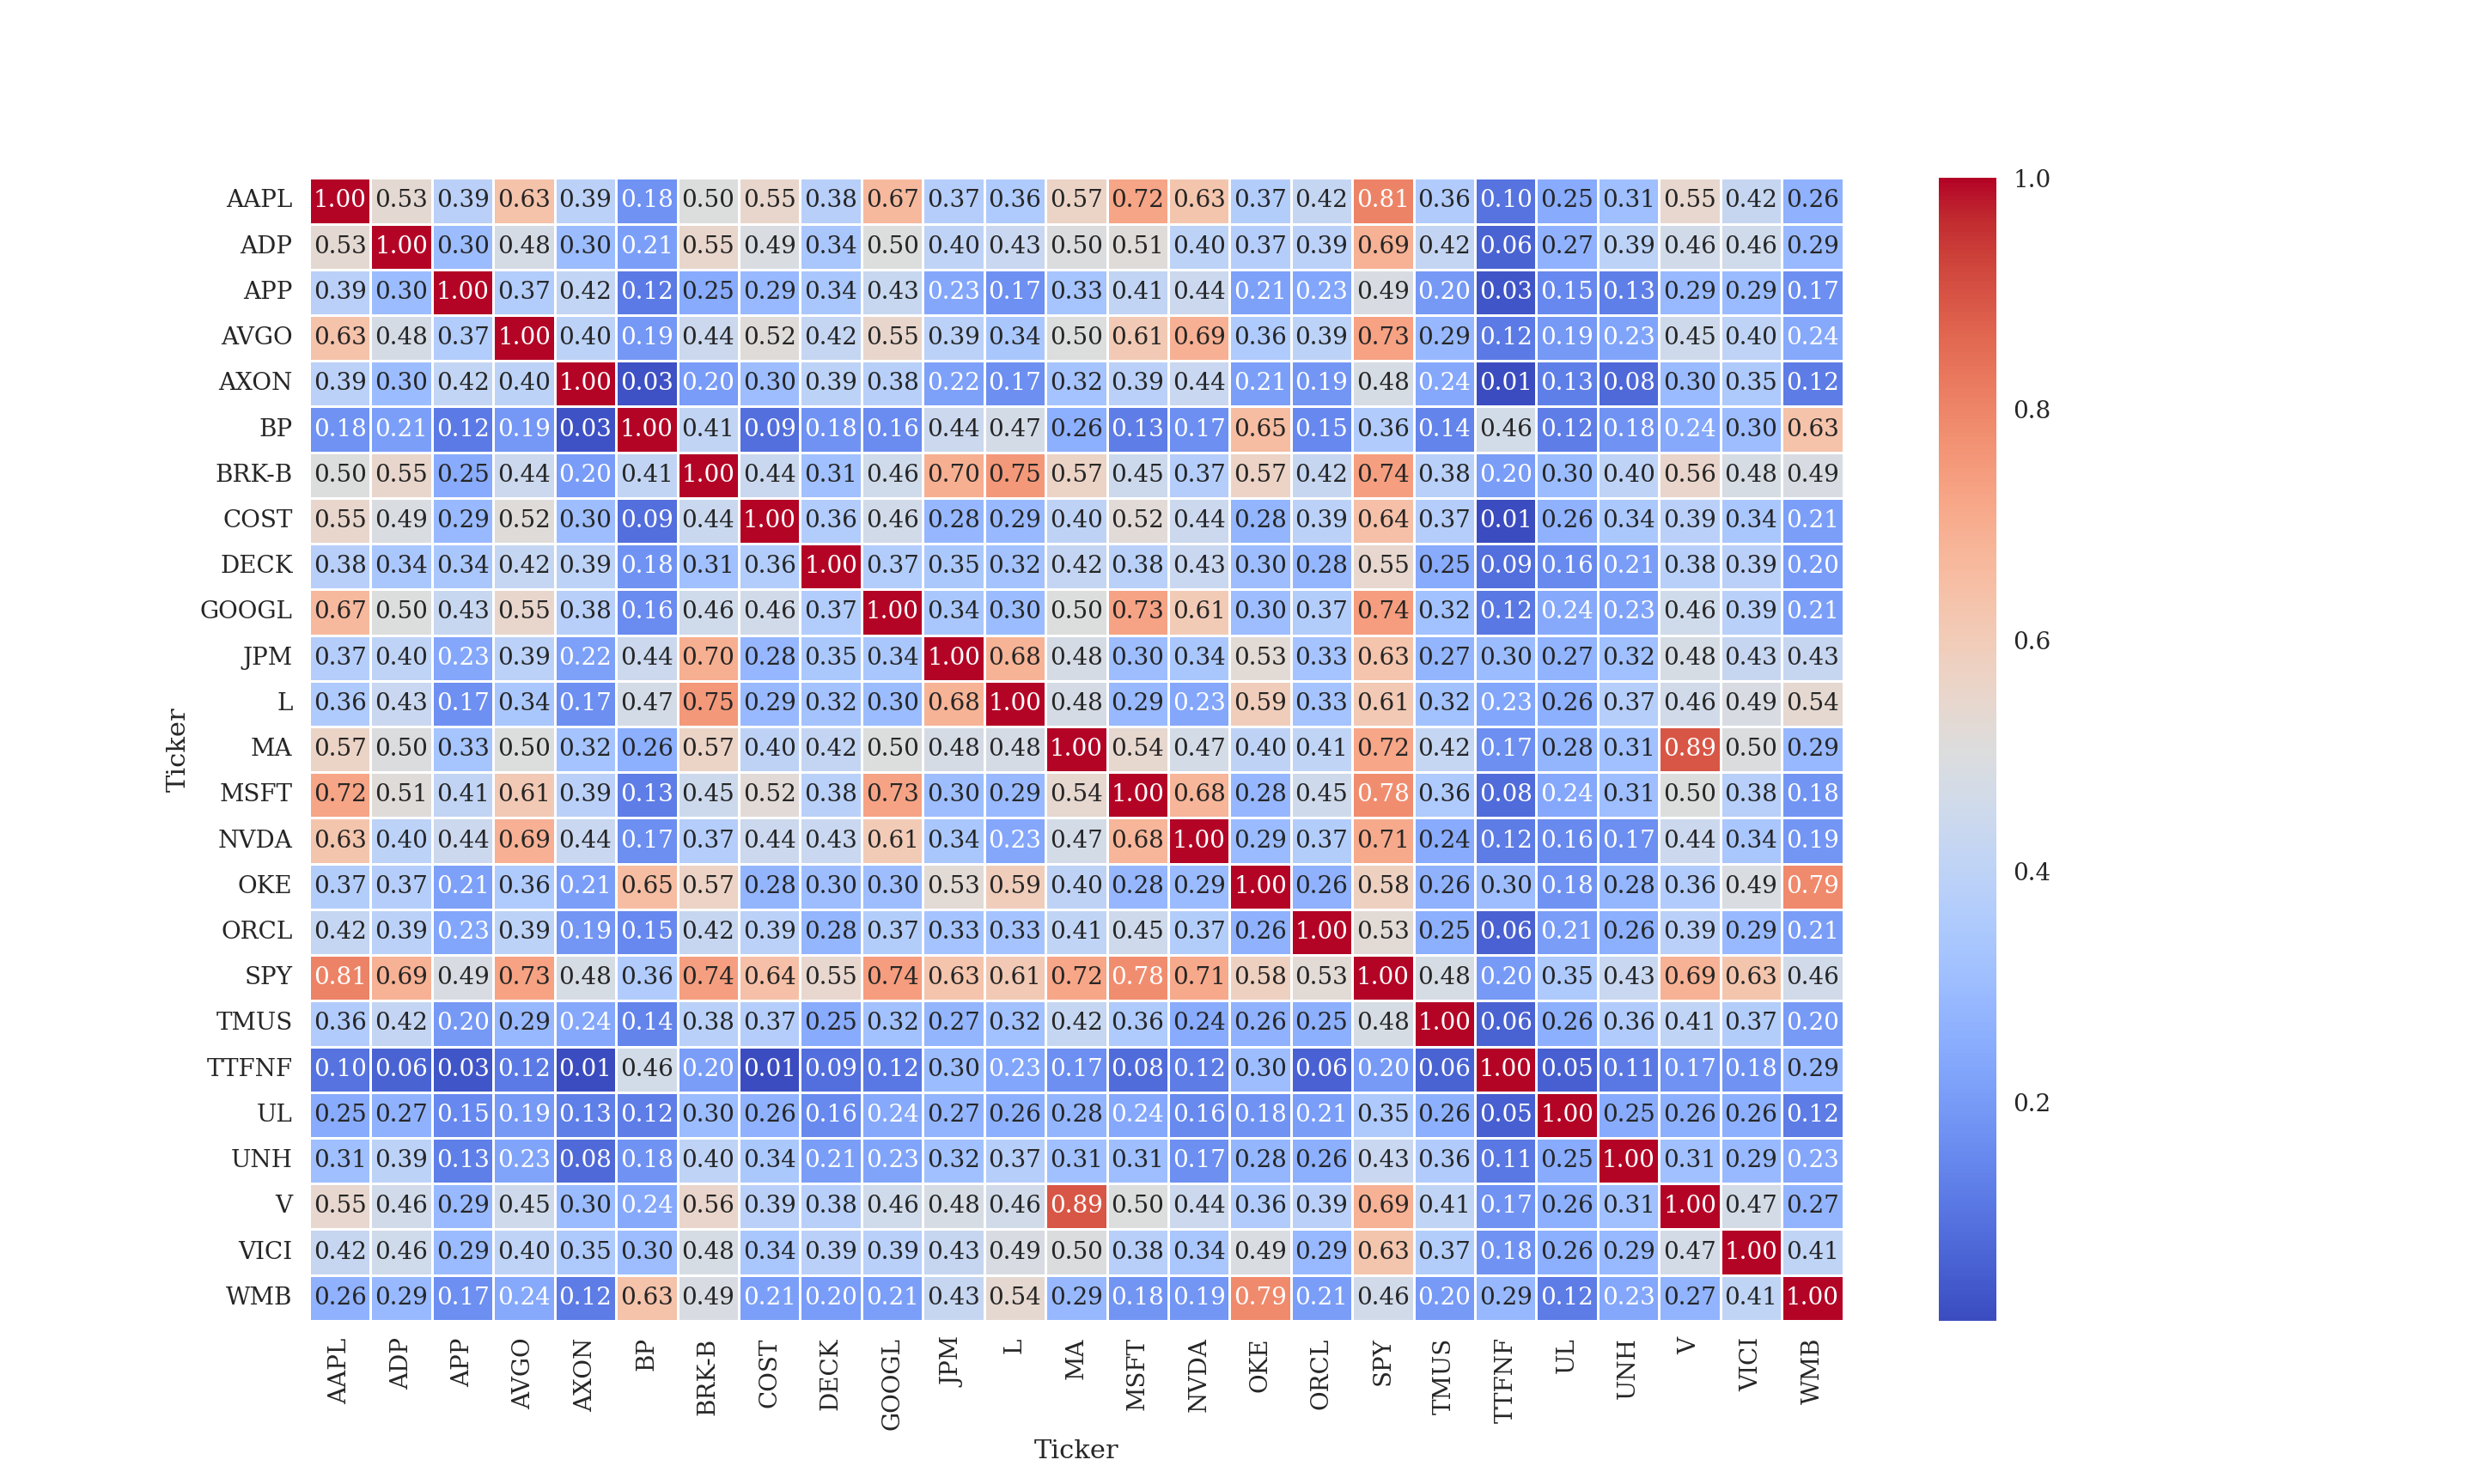 AAPL 1.00 0.53 0.39 0.63 0.39 0.18 0.50 0.55 0.38 0.67 0.37 0.36 0.57 0.72 0.63 0.37 0.42 0.81 0.36 0.10 0.25 0.31 0.55 0.42 0.26 1.0
ADP 0.53 1.00 0.30 0.48 0.30 0.21 0.55 0.49 0.34 0.50 0.40 0.43 0.50 0.51 0.40 0.37 0.39 0.69 0.42 0.06 0.27 0.39 0.46 0.46 0.29
APP 0.39 0.30 1.00 0.37 0.42 0.12 0.25 0.29 0.34 0.43 0.23 0.17 0.33 0.41 0.44 0.21 0.23 0.49 0.20 0.03 0.15 0.13 0.29 0.29 0.17
AVGO 0.63 0.48 0.37 1.00 0.40 0.19 0.44 0.52 0.42 0.55 0.39 0.34 0.50 0.61 0.69 0.36 0.39 0.73 0.29 0.12 0.19 0.23 0.45 0.40 0.24
AXON 0.39 0.30 0.42 0.40 1.00 0.03 0.20 0.30 0.39 0.38 0.22 0.17 0.32 0.39 0.44 0.21 0.19 0.48 0.24 0.01 0.13 0.08 0.30 0.35 0.12
0.8
BP 0.18 0.21 0.12 0.19 0.03 1.00 0.41 0.09 0.18 0.16 0.44 0.47 0.26 0.13 0.17 0.65 0.15 0.36 0.14 0.46 0.12 0.18 0.24 0.30 0.63
BRK-B 0.50 0.55 0.25 0.44 0.20 0.41 1.00 0.44 0.31 0.46 0.70 0.75 0.57 0.45 0.37 0.57 0.42 0.74 0.38 0.20 0.30 0.40 0.56 0.48 0.49
COST 0.55 0.49 0.29 0.52 0.30 0.09 0.44 1.00 0.36 0.46 0.28 0.29 0.40 0.52 0.44 0.28 0.39 0.64 0.37 0.01 0.26 0.34 0.39 0.34 0.21
DECK 0.38 0.34 0.34 0.42 0.39 0.18 0.31 0.36 1.00 0.37 0.35 0.32 0.42 0.38 0.43 0.30 0.28 0.55 0.25 0.09 0.16 0.21 0.38 0.39 0.20
GOOGL 0.67 0.50 0.43 0.55 0.38 0.16 0.46 0.46 0.37 1.00 0.34 0.30 0.50 0.73 0.61 0.30 0.37 0.74 0.32 0.12 0.24 0.23 0.46 0.39 0.21
0.6
JPM 0.37 0.40 0.23 0.39 0.22 0.44 0.70 0.28 0.35 0.34 1.00 0.68 0.48 0.30 0.34 0.53 0.33 0.63 0.27 0.30 0.27 0.32 0.48 0.43 0.43
L 0.36 0.43 0.17 0.34 0.17 0.47 0.75 0.29 0.32 0.30 0.68 1.00 0.48 0.29 0.23 0.59 0.33 0.61 0.32 0.23 0.26 0.37 0.46 0.49 0.54
Ticker
MA 0.57 0.50 0.33 0.50 0.32 0.26 0.57 0.40 0.42 0.50 0.48 0.48 1.00 0.54 0.47 0.40 0.41 0.72 0.42 0.17 0.28 0.31 0.89 0.50 0.29
MSFT 0.72 0.51 0.41 0.61 0.39 0.13 0.45 0.52 0.38 0.73 0.30 0.29 0.54 1.00 0.68 0.28 0.45 0.78 0.36 0.08 0.24 0.31 0.50 0.38 0.18
NVDA 0.63 0.40 0.44 0.69 0.44 0.17 0.37 0.44 0.43 0.61 0.34 0.23 0.47 0.68 1.00 0.29 0.37 0.71 0.24 0.12 0.16 0.17 0.44 0.34 0.19
0.4
OKE 0.37 0.37 0.21 0.36 0.21 0.65 0.57 0.28 0.30 0.30 0.53 0.59 0.40 0.28 0.29 1.00 0.26 0.58 0.26 0.30 0.18 0.28 0.36 0.49 0.79
ORCL 0.42 0.39 0.23 0.39 0.19 0.15 0.42 0.39 0.28 0.37 0.33 0.33 0.41 0.45 0.37 0.26 1.00 0.53 0.25 0.06 0.21 0.26 0.39 0.29 0.21
SPY 0.81 0.69 0.49 0.73 0.48 0.36 0.74 0.64 0.55 0.74 0.63 0.61 0.72 0.78 0.71 0.58 0.53 1.00 0.48 0.20 0.35 0.43 0.69 0.63 0.46
TMUS 0.36 0.42 0.20 0.29 0.24 0.14 0.38 0.37 0.25 0.32 0.27 0.32 0.42 0.36 0.24 0.26 0.25 0.48 1.00 0.06 0.26 0.36 0.41 0.37 0.20
TTFNF 0.10 0.06 0.03 0.12 0.01 0.46 0.20 0.01 0.09 0.12 0.30 0.23 0.17 0.08 0.12 0.30 0.06 0.20 0.06 1.00 0.05 0.11 0.17 0.18 0.29
0.2
UL 0.25 0.27 0.15 0.19 0.13 0.12 0.30 0.26 0.16 0.24 0.27 0.26 0.28 0.24 0.16 0.18 0.21 0.35 0.26 0.05 1.00 0.25 0.26 0.26 0.12
UNH 0.31 0.39 0.13 0.23 0.08 0.18 0.40 0.34 0.21 0.23 0.32 0.37 0.31 0.31 0.17 0.28 0.26 0.43 0.36 0.11 0.25 1.00 0.31 0.29 0.23
V 0.55 0.46 0.29 0.45 0.30 0.24 0.56 0.39 0.38 0.46 0.48 0.46 0.89 0.50 0.44 0.36 0.39 0.69 0.41 0.17 0.26 0.31 1.00 0.47 0.27
VICI 0.42 0.46 0.29 0.40 0.35 0.30 0.48 0.34 0.39 0.39 0.43 0.49 0.50 0.38 0.34 0.49 0.29 0.63 0.37 0.18 0.26 0.29 0.47 1.00 0.41
WMB 0.26 0.29 0.17 0.24 0.12 0.63 0.49 0.21 0.20 0.21 0.43 0.54 0.29 0.18 0.19 0.79 0.21 0.46 0.20 0.29 0.12 0.23 0.27 0.41 1.00
AAPL ADP APP AVGO AXON BP BRK-B COST DECK GOOGL JPM L MA MSFT NVDA OKE ORCL SPY TMUS TTFNF UL UNH V VICI WMB
Ticker